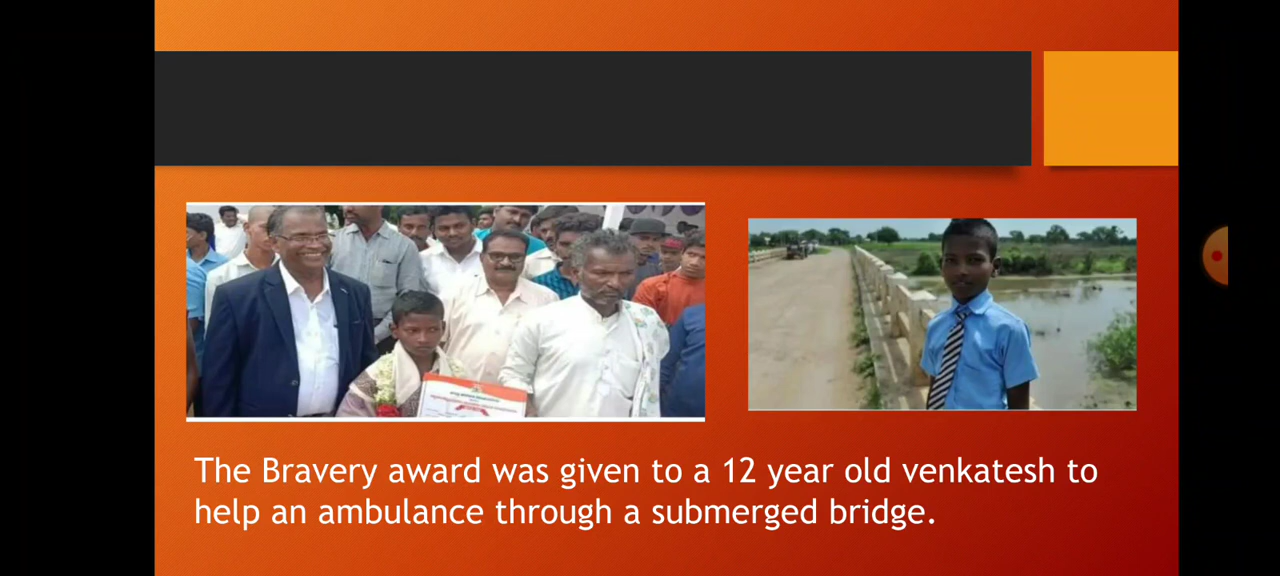 The Bravery award was given to a 12 year old venkatesh to
help an ambulance through a submerged bridge.